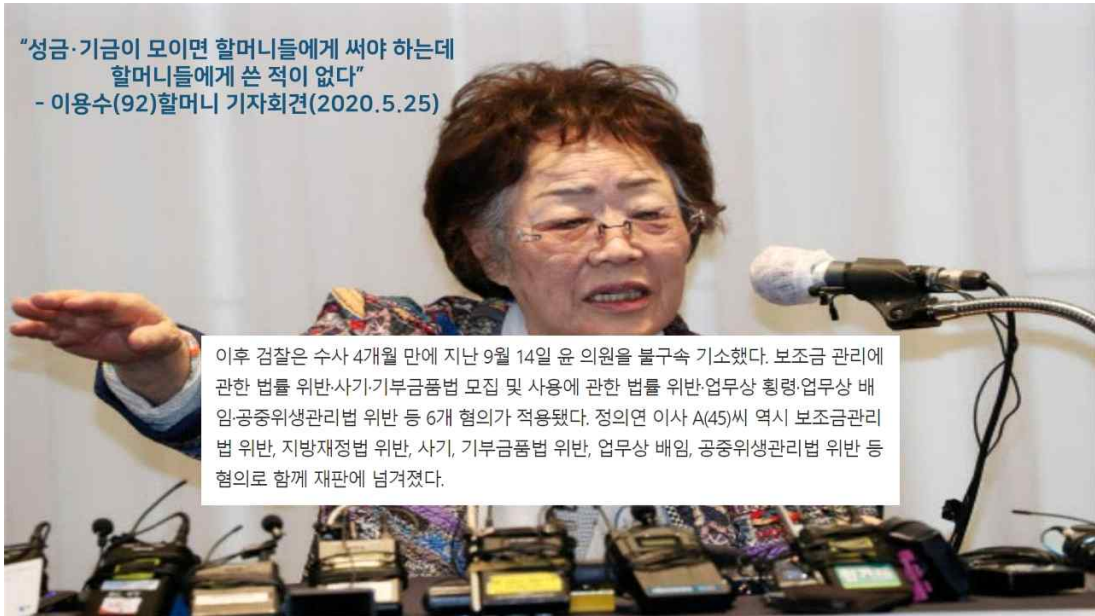 “성금·기금이 모이면 할머니들에게 써야 하는데
할머니들에게 쓴 적이 없다”
- 이용수(92)할머니 기자회견(2020.5.25)
이후 검찰은 수사 4개월 만에 지난 9월 14일 윤 의원을 불구속 기소했다. 보조금 관리에
관한 법률 위반·사기·기부금품법 모집 및 사용에 관한 법률 위반·업무상 횡령·업무상 배
임·공중위생관리법 위반 등 6개 혐의가 적용됐다. 정의연 이사 A(45)씨 역시 보조금관리
법 위반, 지방재정법 위반, 사기, 기부금품법 위반, 업무상 배임, 공중위생관리법 위반 등
혐의로 함께 재판에 넘겨졌다.